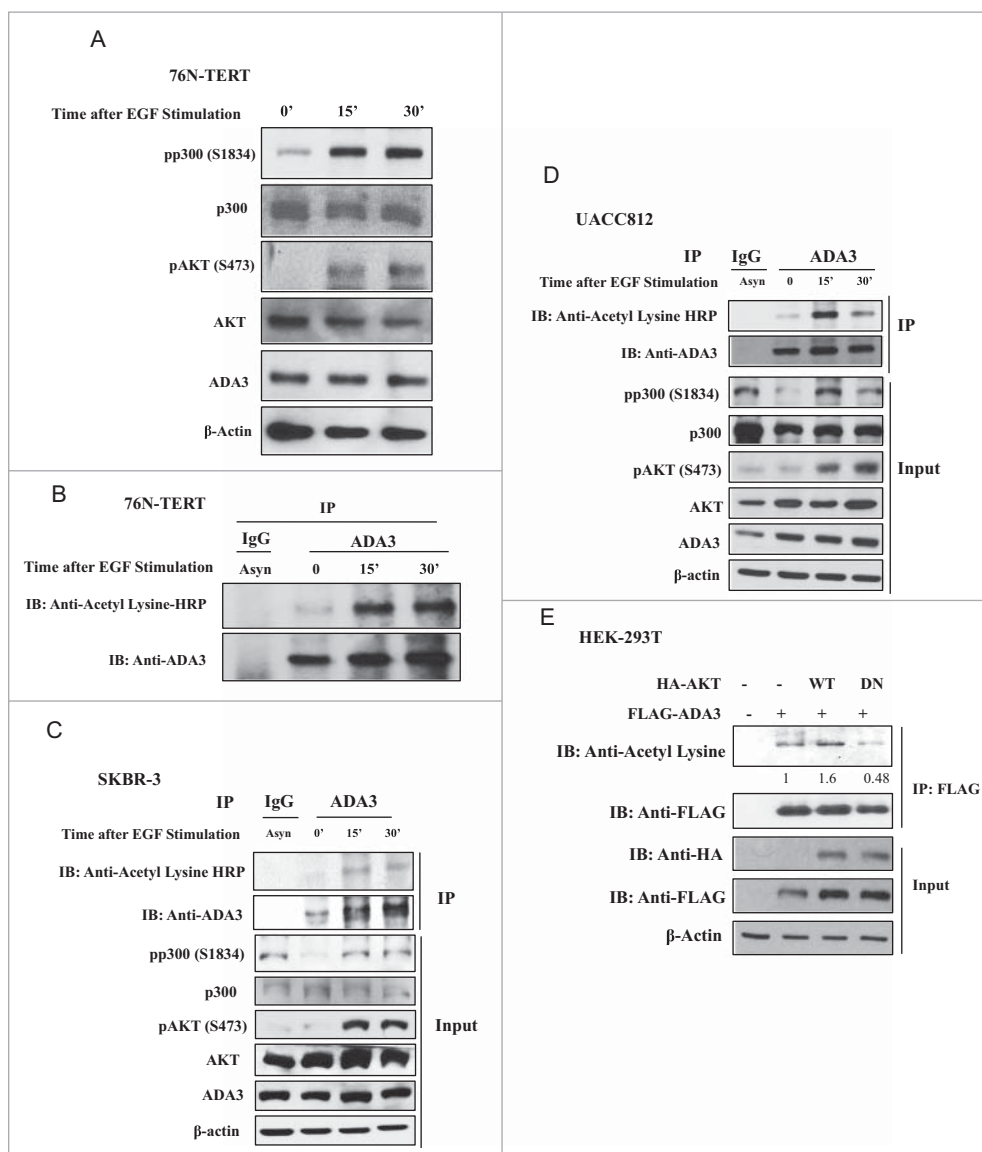 A
76N-TERT
Time after EGF Stimulation 0’ 15’ 30’
pp300 (S1834)
p300
pAKT (S473)
AKT
ADA3
β-Actin
B
76N-TERT
IP
IgG ADA3
Time after EGF Stimulation Asyn 0 15’ 30’
IB: Anti-Acetyl Lysine-HRP
IB: Anti-ADA3
C
SKBR-3
IP IgG ADA3
Time after EGF Stimulation Asyn 0’ 15’ 30’
IB: Anti-Acetyl Lysine HRP
IP
IB: Anti-ADA3
pp300 (S1834)
p300
pAKT (S473)
Input
AKT
ADA3
β-actin
D
UACC812
IP IgG ADA3
Time after EGF Stimulation Asyn 0 15’ 30’
IB: Anti-Acetyl Lysine HRP
IP
IB: Anti-ADA3
pp300 (S1834)
p300
pAKT (S473)
Input
AKT
ADA3
β-actin
E
HEK-293T
HA-AKT - - WT DN
FLAG-ADA3 - + + +
IB: Anti-Acetyl Lysine
1 1.6 0.48
IP: FLAG
IB: Anti-FLAG
IB: Anti-HA
Input
IB: Anti-FLAG
β-Actin